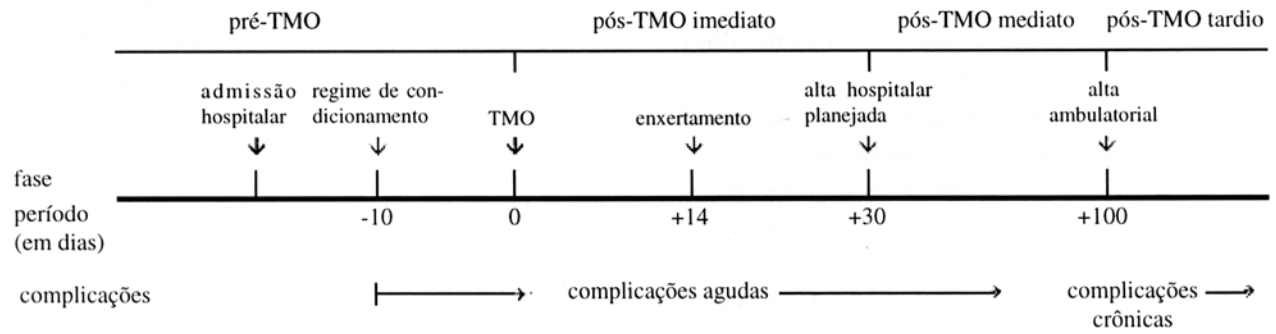 pré-TMO pós-TMO imediato pós-TMO mediato pós-TMO tardio
admissão regime de con- alta hospitalar alta
hospitalar dicionamento TMO enxertamento planejada ambulatorial
fase
período -10 0 +14 +30 +100
(em dias)
complicações complicações agudas complicações
crônicas